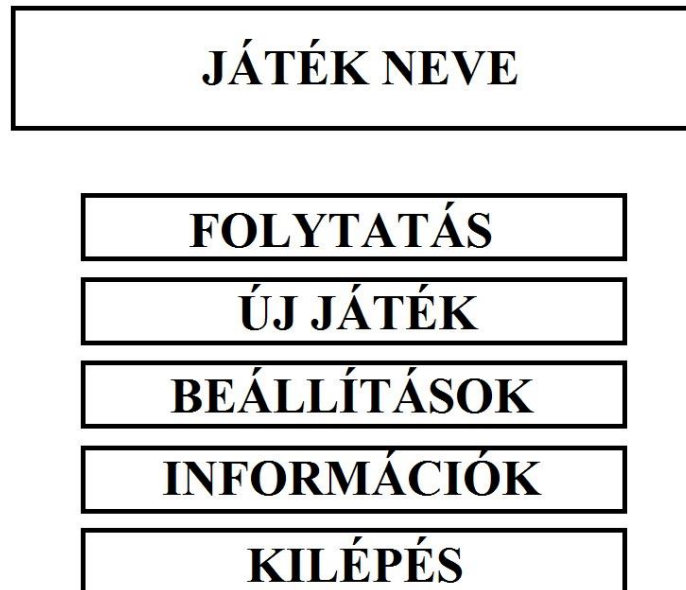 JÁTÉK NEVE
FOLYTATÁS
ÚJ JÁTÉK
BEÁLLÍTÁSOK
INFORMÁCIÓK
KILÉPÉS